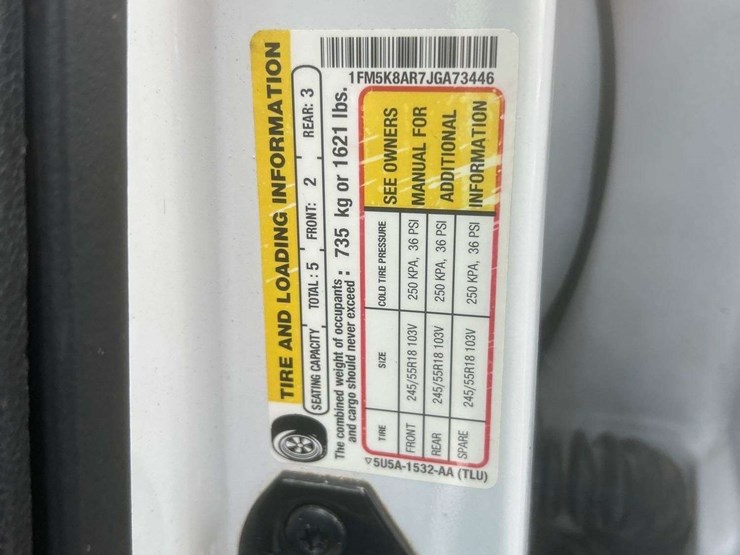 TIRE AND LOADING INFORMATION
SEATING CAPACITY TOTAL : 5 FRONT: 2 REAR: 3
The combined weight of occupants and cargo should never exceed : 735 kg or 1621 lbs.
TIRE SIZE COLD TIRE PRESSURE
FRONT 245/55R18 103V 250 KPA, 36 PSI
REAR 245/55R18 103V 250 KPA, 36 PSI
SPARE 245/55R18 103V 250 KPA, 36 PSI
SEE OWNERS
MANUAL FOR
ADDITIONAL
INFORMATION
5U5A-1532-AA (TLU)
1FM5K8AR7JGA73446